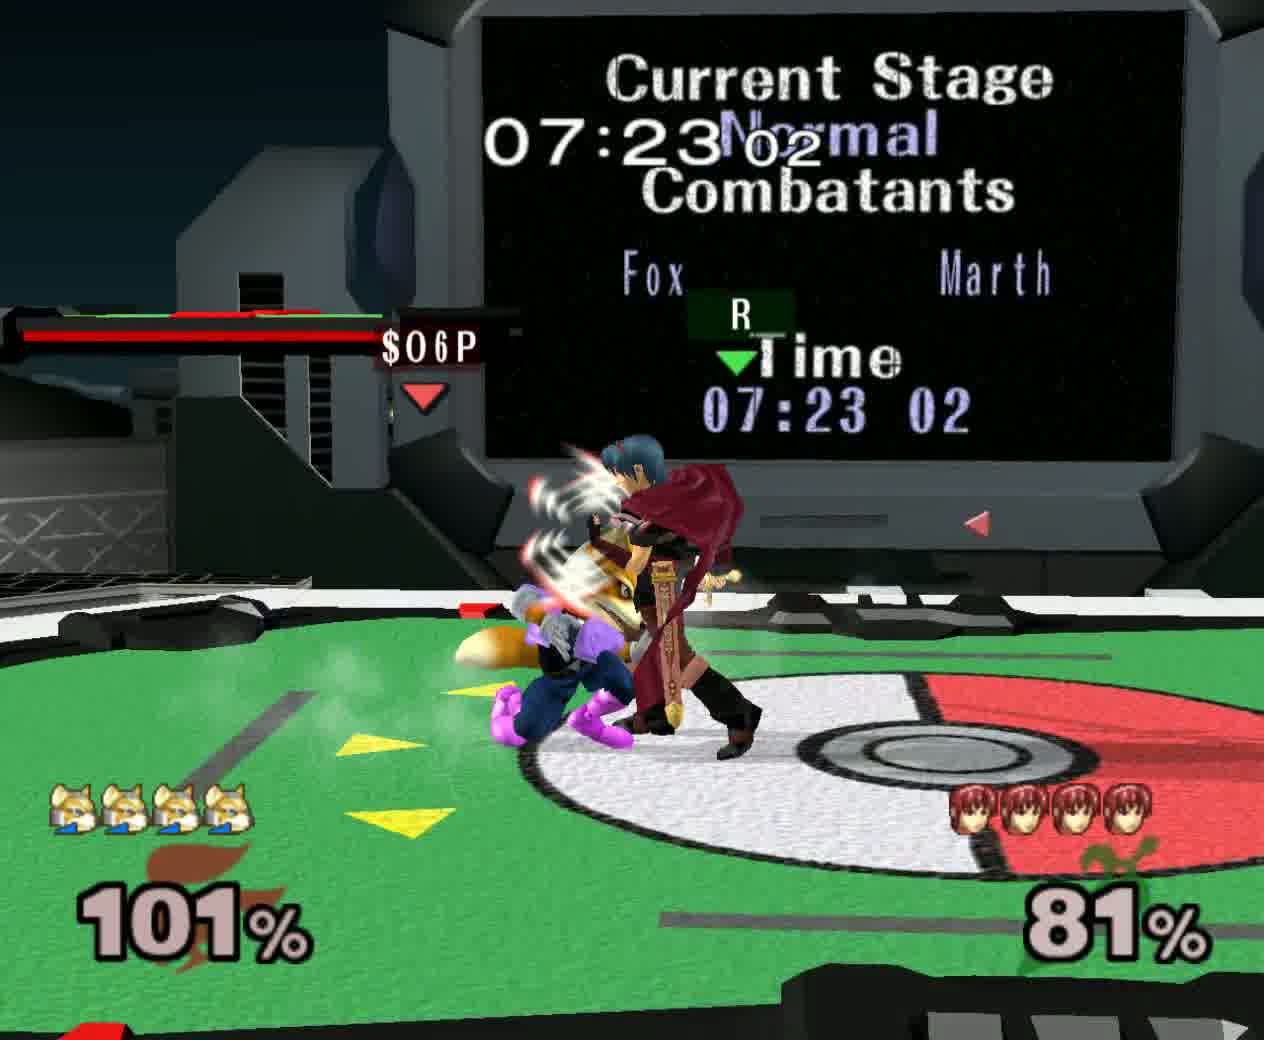 Current Stage
07:23 02
Normal
Combatants
Fox Marth
R
$06P
Time
07:23 02
101% 81%